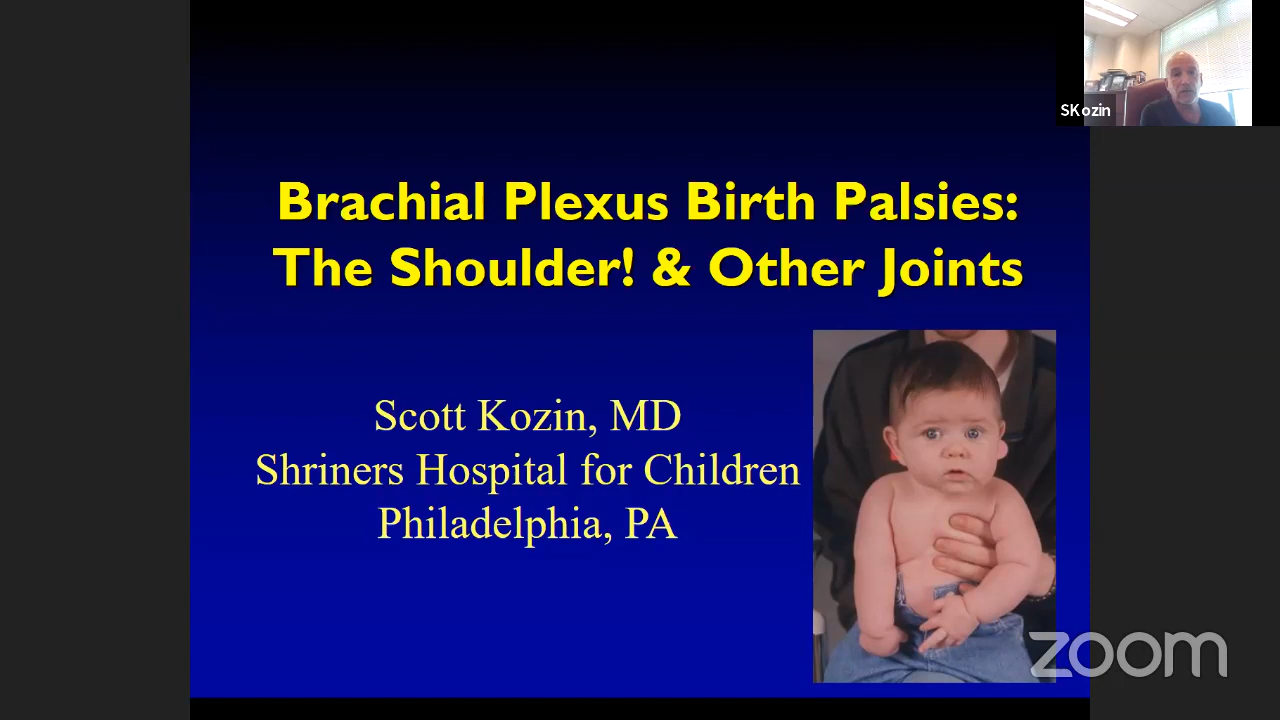 SKozin
Brachial Plexus Birth Palsies:
The Shoulder! & Other Joints
Scott Kozin, MD
Shriners Hospital for Children
Philadelphia, PA
zoom